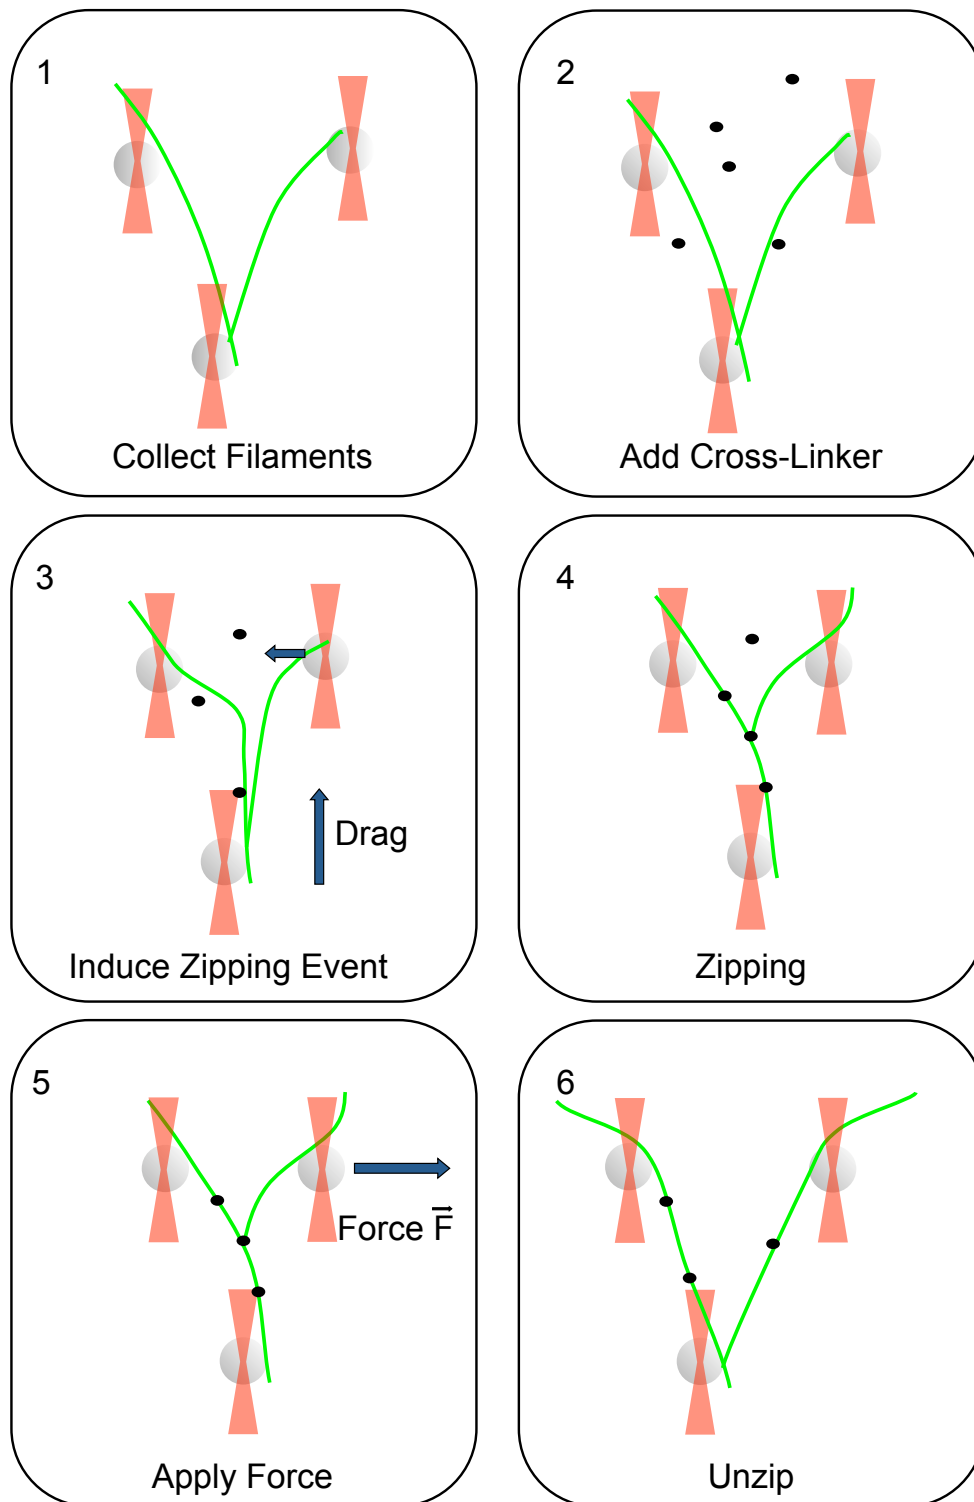 1
Collect Filaments
2
Add Cross-Linker
3
Drag
Induce Zipping Event
4
Zipping
5
Force F⃗
Apply Force
6
Unzip